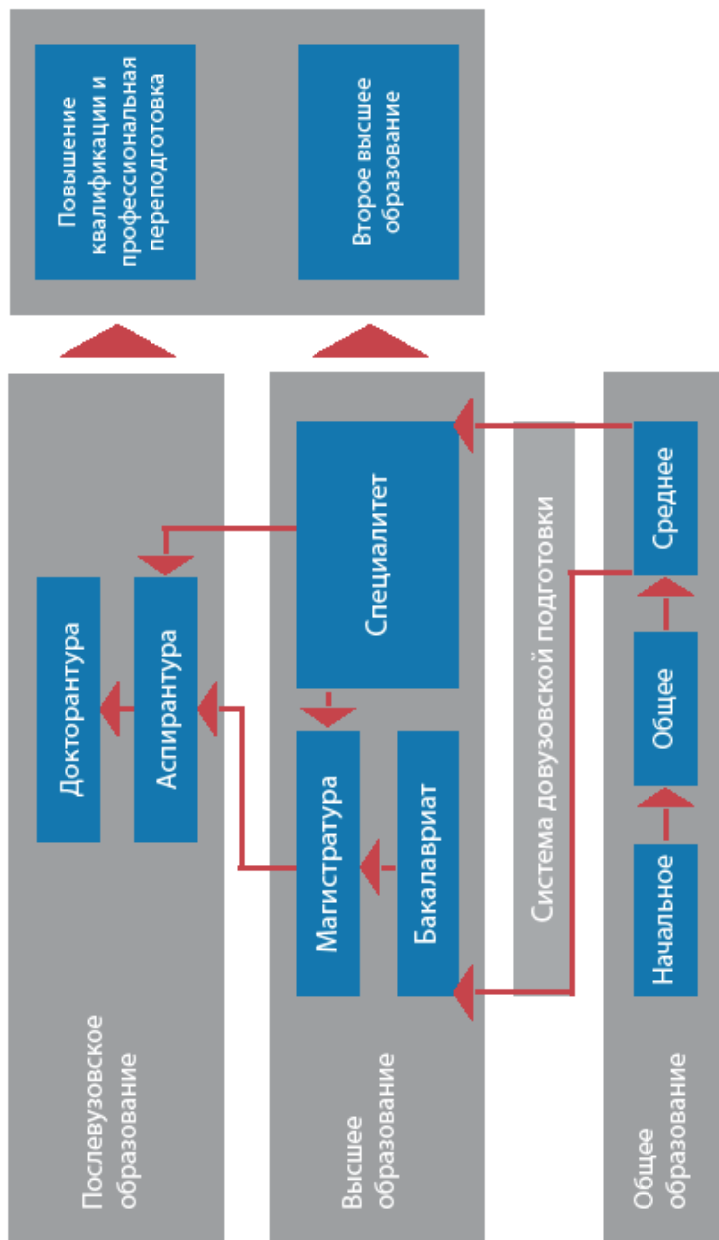 Послевузовское
образование
Докторантура
Аспирантура
Повышение
квалификации и
профессиональная
переподготовка
Высшее
образование
Магистратура
Бакалавриат
Специалитет
Второе высшее
образование
Система довузовской подготовки
Общее
образование
Начальное
Общее
Среднее